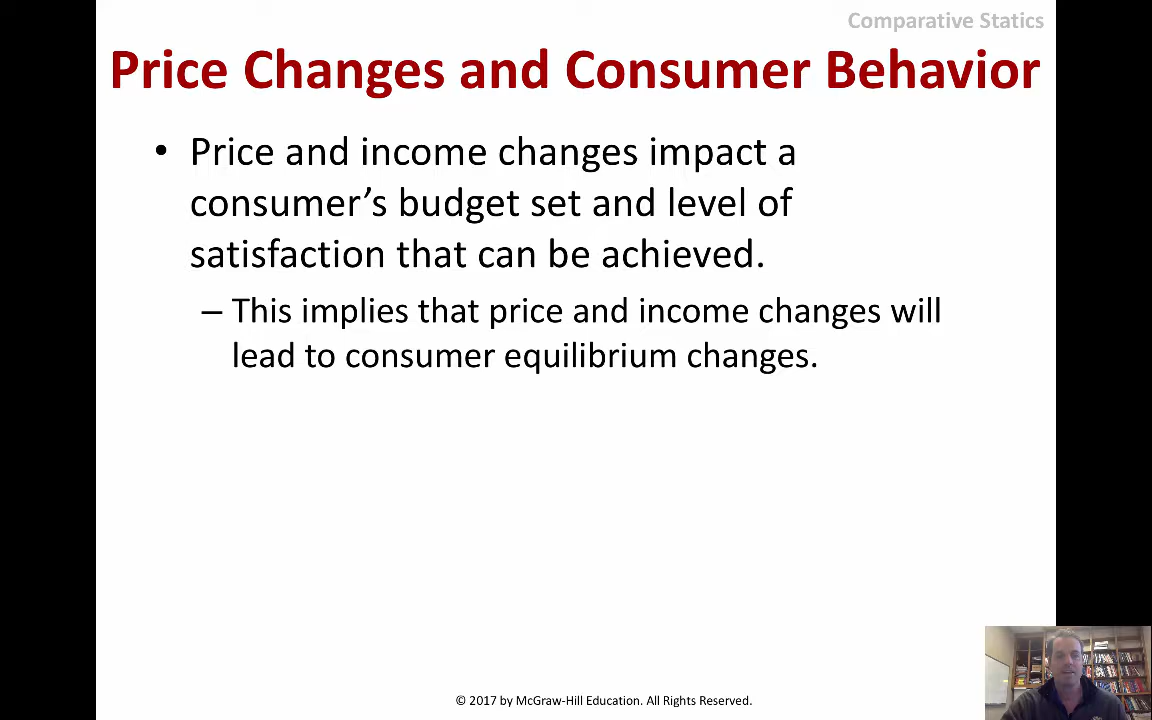 Comparative Statics
Price Changes and Consumer Behavior
• Price and income changes impact a
consumer’s budget set and level of
satisfaction that can be achieved.
– This implies that price and income changes will
lead to consumer equilibrium changes.
© 2017 by McGraw-Hill Education. All Rights Reserved.